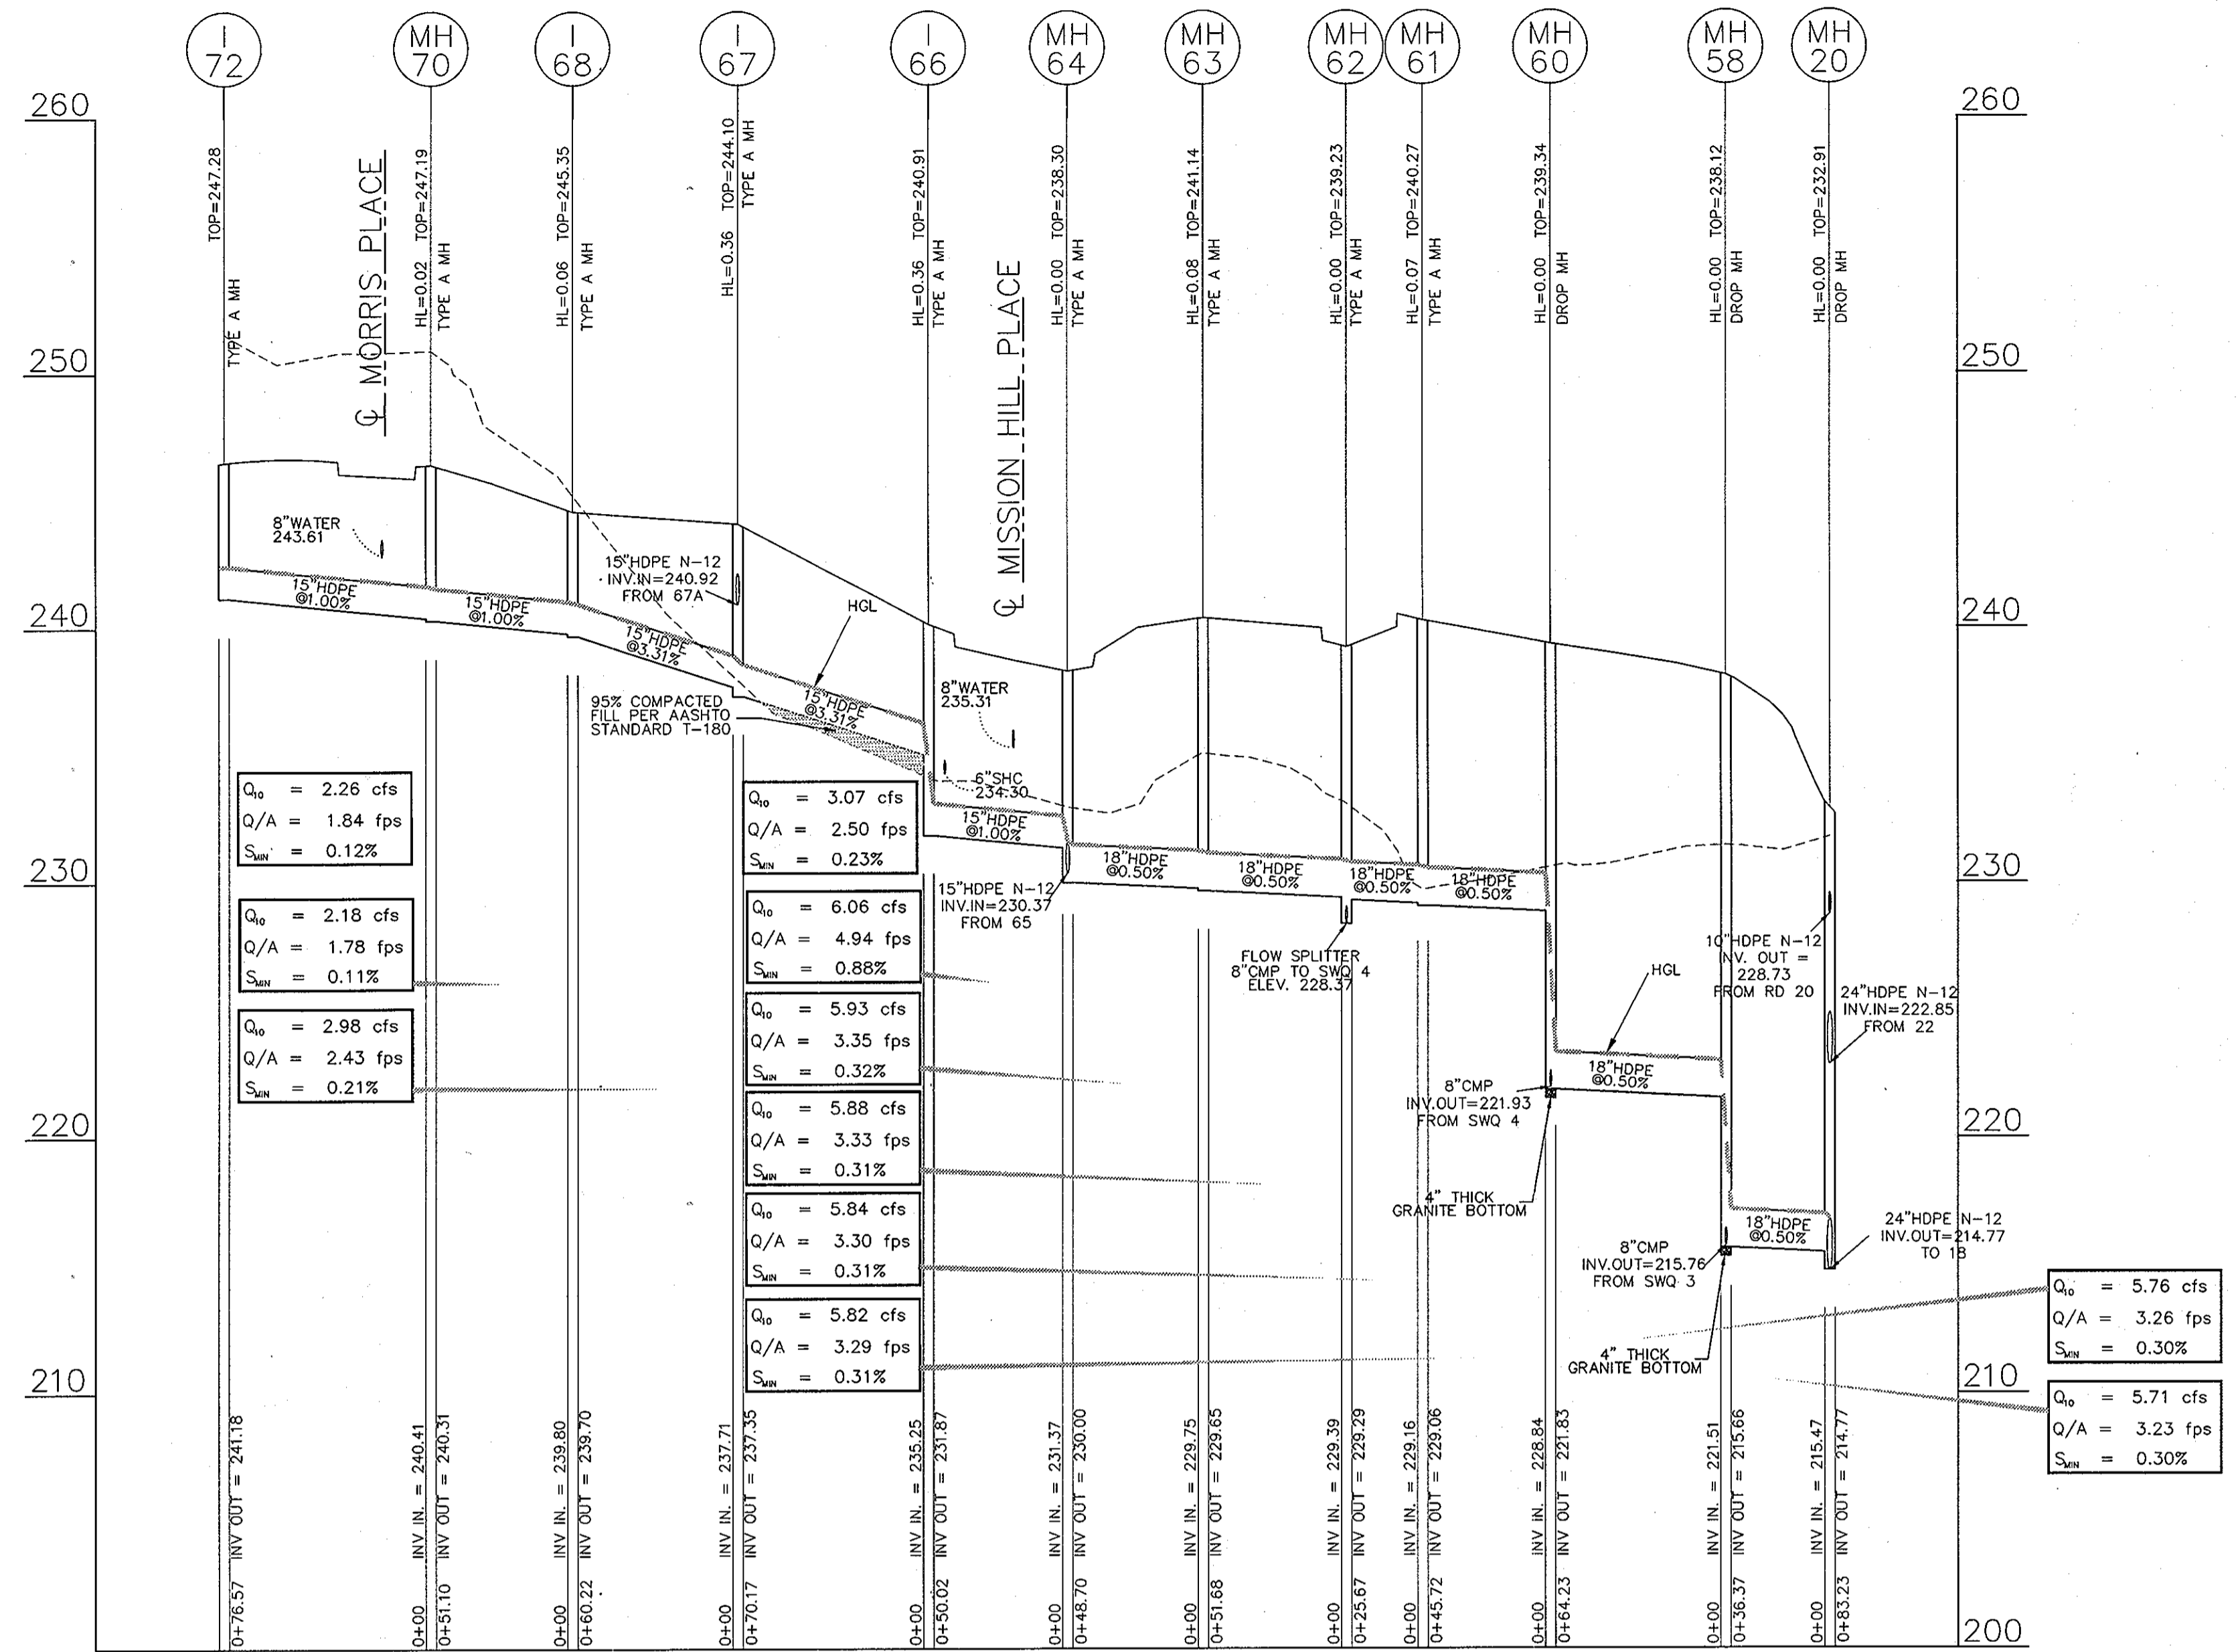 I
72
MH
70
I
68
I
67
I
66
MH
64
MH
63
MH
62
MH
61
MH
60
MH
58
MH
20
260
260
250
250
240
240
230
230
220
220
210
210
200
TOP=247.28
TYPE A MH
℄ MORRIS PLACE
HL=0.02 TOP=247.19
TYPE A MH
HL=0.06 TOP=245.35
TYPE A MH
HL=0.36 TOP=244.10
TYPE A MH
HL=0.36 TOP=240.91
TYPE A MH
℄ MISSION HILL PLACE
HL=0.00 TOP=238.30
TYPE A MH
HL=0.08 TOP=241.14
TYPE A MH
HL=0.00 TOP=239.23
TYPE A MH
HL=0.07 TOP=240.27
TYPE A MH
HL=0.00 TOP=239.34
DROP MH
HL=0.00 TOP=238.12
DROP MH
HL=0.00 TOP=232.91
DROP MH
8"WATER
243.61
15"HDPE
@1.00%
15"HDPE
@1.00%
15"HDPE
@3.31%
15"HDPE N-12
INV.IN=240.92
FROM 67A
HGL
15"HDPE
@3.31%
95% COMPACTED
FILL PER AASHTO
STANDARD T-180
8"WATER
235.31
6"SHC
234.30
15"HDPE
@1.00%
15"HDPE N-12
INV.IN=230.37
FROM 65
18"HDPE
@0.50%
18"HDPE
@0.50%
18"HDPE
@0.50%
18"HDPE
@0.50%
FLOW SPLITTER
8"CMP TO SWQ 4
ELEV. 228.37
HGL
18"HDPE
@0.50%
8"CMP
INV.OUT=221.93
FROM SWQ 4
4" THICK
GRANITE BOTTOM
10"HDPE N-12
INV. OUT =
228.73
FROM RD 20
24"HDPE N-12
INV.IN=222.85
FROM 22
18"HDPE
@0.50%
8"CMP
INV.OUT=215.76
FROM SWQ 3
4" THICK
GRANITE BOTTOM
24"HDPE N-12
INV.OUT=214.77
TO 18
Q10 = 2.26 cfs
Q/A = 1.84 fps
SMIN = 0.12%
Q10 = 2.18 cfs
Q/A = 1.78 fps
SMIN = 0.11%
Q10 = 2.98 cfs
Q/A = 2.43 fps
SMIN = 0.21%
Q10 = 3.07 cfs
Q/A = 2.50 fps
SMIN = 0.23%
Q10 = 6.06 cfs
Q/A = 4.94 fps
SMIN = 0.88%
Q10 = 5.93 cfs
Q/A = 3.35 fps
SMIN = 0.32%
Q10 = 5.88 cfs
Q/A = 3.33 fps
SMIN = 0.31%
Q10 = 5.84 cfs
Q/A = 3.30 fps
SMIN = 0.31%
Q10 = 5.82 cfs
Q/A = 3.29 fps
SMIN = 0.31%
Q10 = 5.76 cfs
Q/A = 3.26 fps
SMIN = 0.30%
Q10 = 5.71 cfs
Q/A = 3.23 fps
SMIN = 0.30%
0+76.57 INV OUT = 241.18
0+00 INV IN. = 240.41
0+51.10 INV OUT = 240.31
0+00 INV IN. = 239.80
0+60.22 INV OUT = 239.70
0+00 INV IN. = 237.71
0+70.17 INV OUT = 237.35
0+00 INV IN. = 235.25
0+50.02 INV OUT = 231.87
0+00 INV IN. = 231.37
0+48.70 INV OUT = 230.00
0+00 INV IN. = 229.75
0+51.68 INV OUT = 229.65
0+00 INV IN. = 229.39
0+25.67 INV OUT = 229.29
0+00 INV IN. = 229.16
0+45.72 INV OUT = 229.06
0+00 INV IN. = 228.84
0+64.23 INV OUT = 221.83
0+00 INV IN. = 221.51
0+36.37 INV OUT = 215.66
0+00 INV IN. = 215.47
0+83.23 INV OUT = 214.77